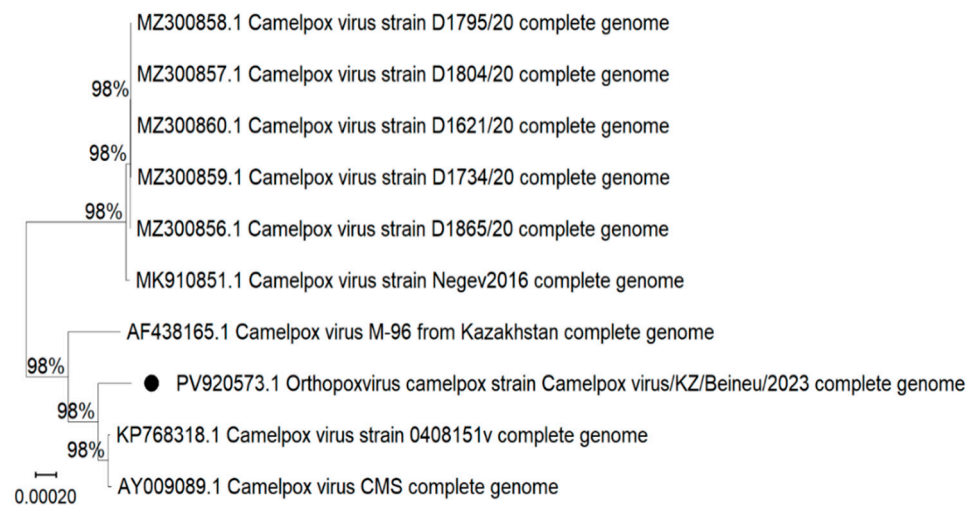 MZ300858.1 Camelpox virus strain D1795/20 complete genome
MZ300857.1 Camelpox virus strain D1804/20 complete genome
98%
MZ300860.1 Camelpox virus strain D1621/20 complete genome
98%
MZ300859.1 Camelpox virus strain D1734/20 complete genome
98%
MZ300856.1 Camelpox virus strain D1865/20 complete genome
MK910851.1 Camelpox virus strain Negev2016 complete genome
AF438165.1 Camelpox virus M-96 from Kazakhstan complete genome
98%
PV920573.1 Orthopoxvirus camelpox strain Camelpox virus/KZ/Beineu/2023 complete genome
98%
KP768318.1 Camelpox virus strain 0408151v complete genome
98%
AY009089.1 Camelpox virus CMS complete genome
0.00020